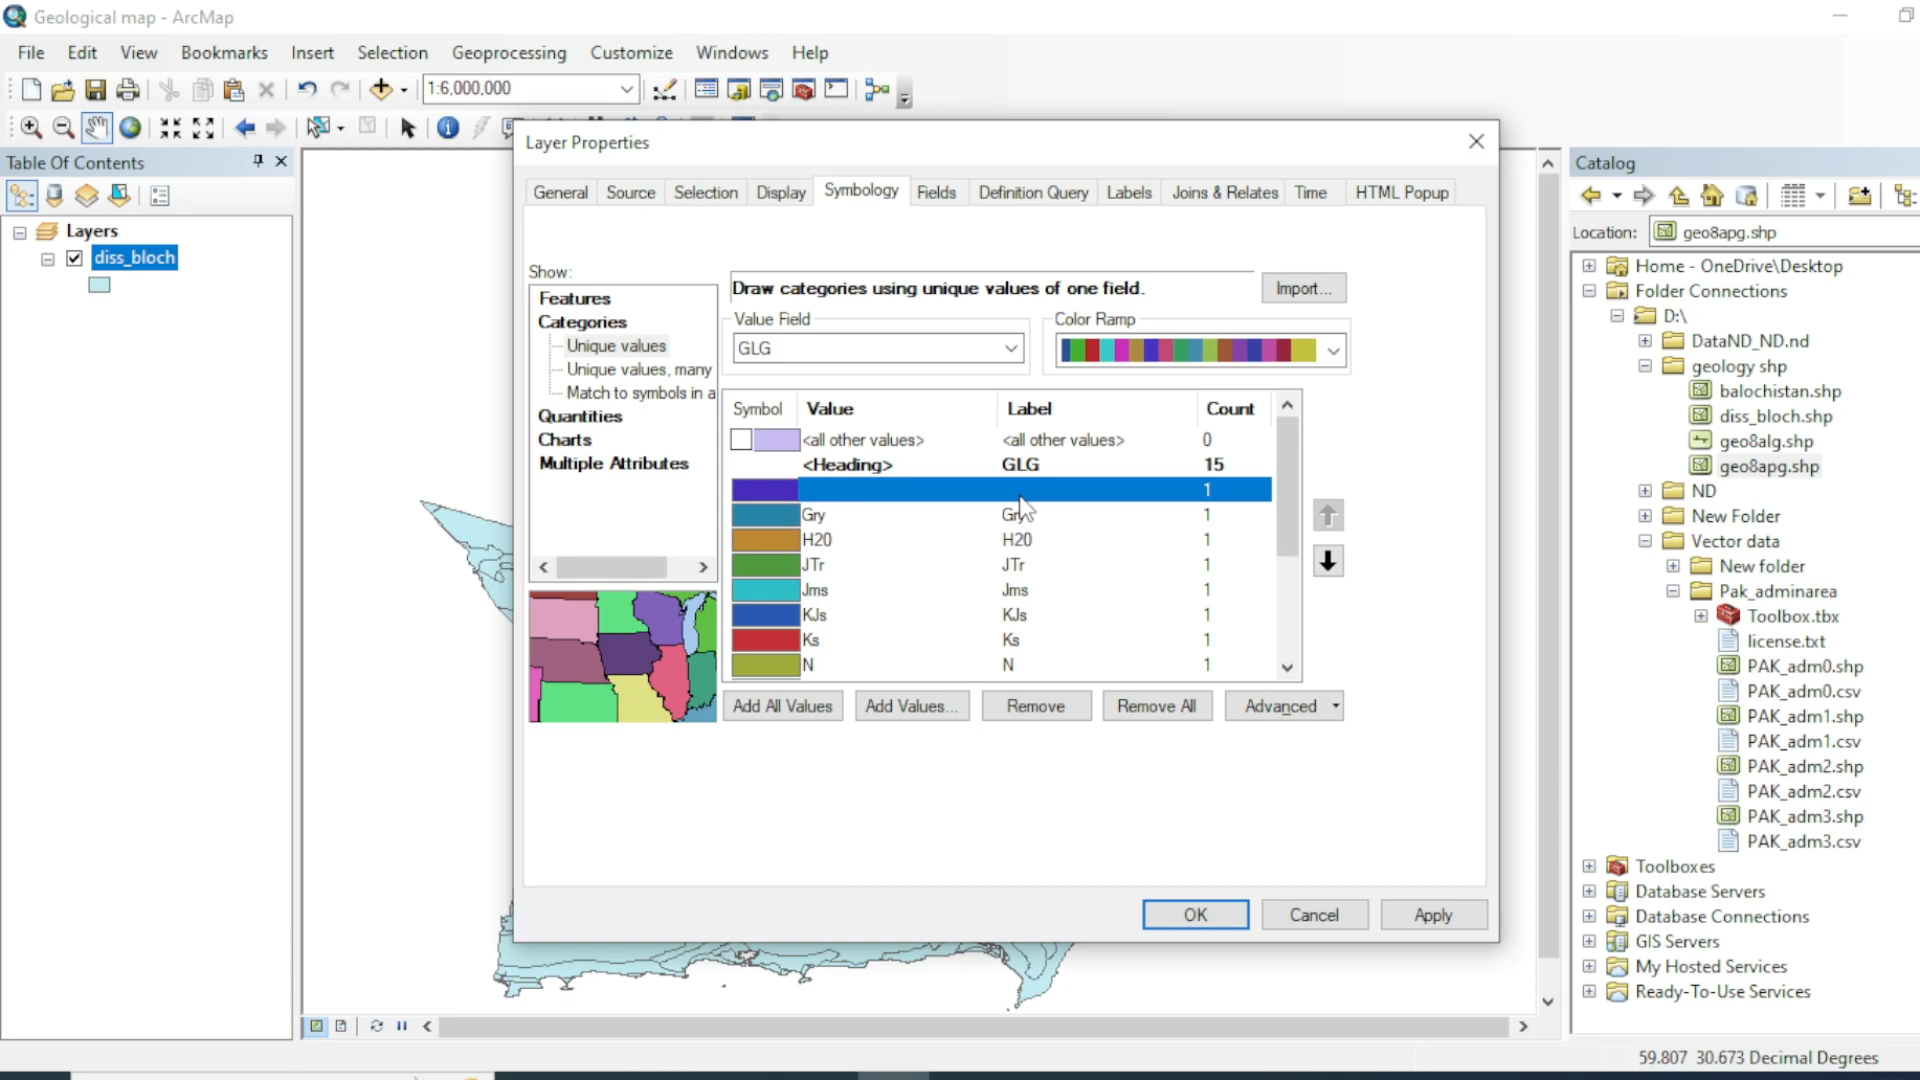 Geological map - ArcMap
File Edit View Bookmarks Insert Selection Geoprocessing Customize Windows Help
1:6,000,000
Table Of Contents
Layers
diss_bloch
Layer Properties
General Source Selection Display Symbology Fields Definition Query Labels Joins & Relates Time HTML Popup
Show:
Features
Categories
Unique values
Unique values, many
Match to symbols in a
Quantities
Charts
Multiple Attributes
Draw categories using unique values of one field.
Import...
Value Field
Color Ramp
GLG
Symbol Value Label Count
<all other values> <all other values> 0
<Heading> GLG 15
1
Gry Gry 1
H20 H20 1
JTr JTr 1
Jms Jms 1
KJs KJs 1
Ks Ks 1
N N 1
Add All Values Add Values... Remove Remove All Advanced
OK Cancel Apply
Catalog
Location: geo8apg.shp
Home - OneDrive\Desktop
Folder Connections
D:\
DataND_ND.nd
geology shp
balochistan.shp
diss_bloch.shp
geo8alg.shp
geo8apg.shp
ND
New Folder
Vector data
New folder
Pak_adminarea
Toolbox.tbx
license.txt
PAK_adm0.shp
PAK_adm0.csv
PAK_adm1.shp
PAK_adm1.csv
PAK_adm2.shp
PAK_adm2.csv
PAK_adm3.shp
PAK_adm3.csv
Toolboxes
Database Servers
Database Connections
GIS Servers
My Hosted Services
Ready-To-Use Services
59.807 30.673 Decimal Degrees